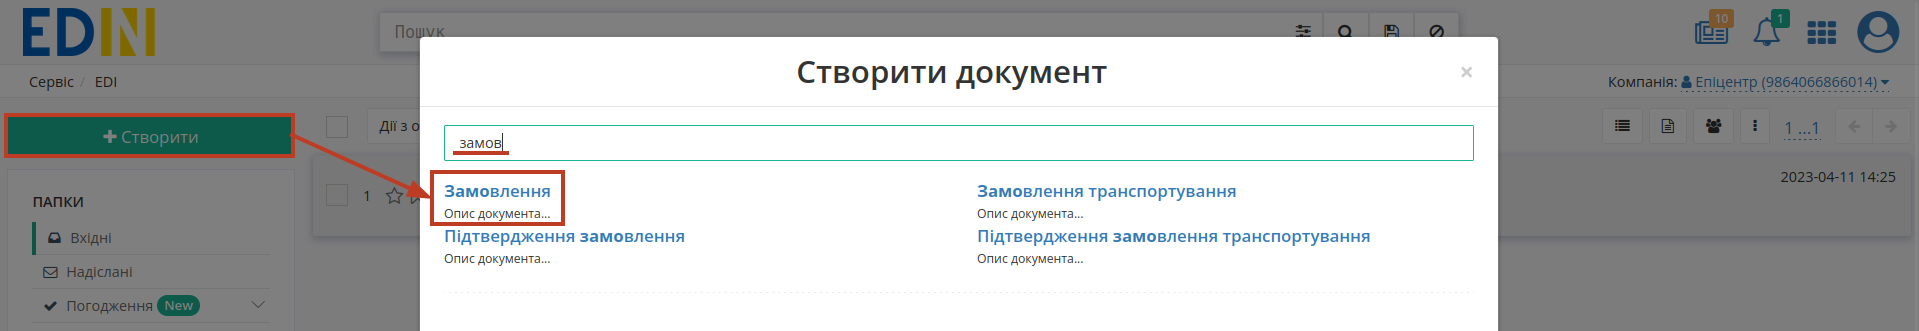 EDIN
Пошук
10
1
Сервіс / EDI
Компанія: Епіцентр (9864066866014)
Створити документ
×
+ Створити
Дії з о
1 ...1
замов
ПАПКИ
1
2023-04-11 14:25
Замовлення
Опис документа...
Замовлення транспортування
Опис документа...
Підтвердження замовлення
Опис документа...
Підтвердження замовлення транспортування
Опис документа...
Вхідні
Надіслані
Погодження New